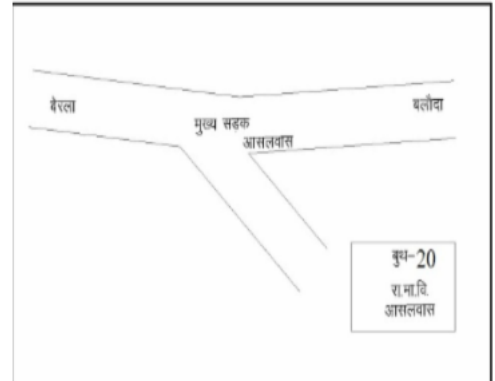 बेरला
बलौदा
मुख्य सड़क
आसलवास
बुथ-20
रा.मा.वि.
आसलवास